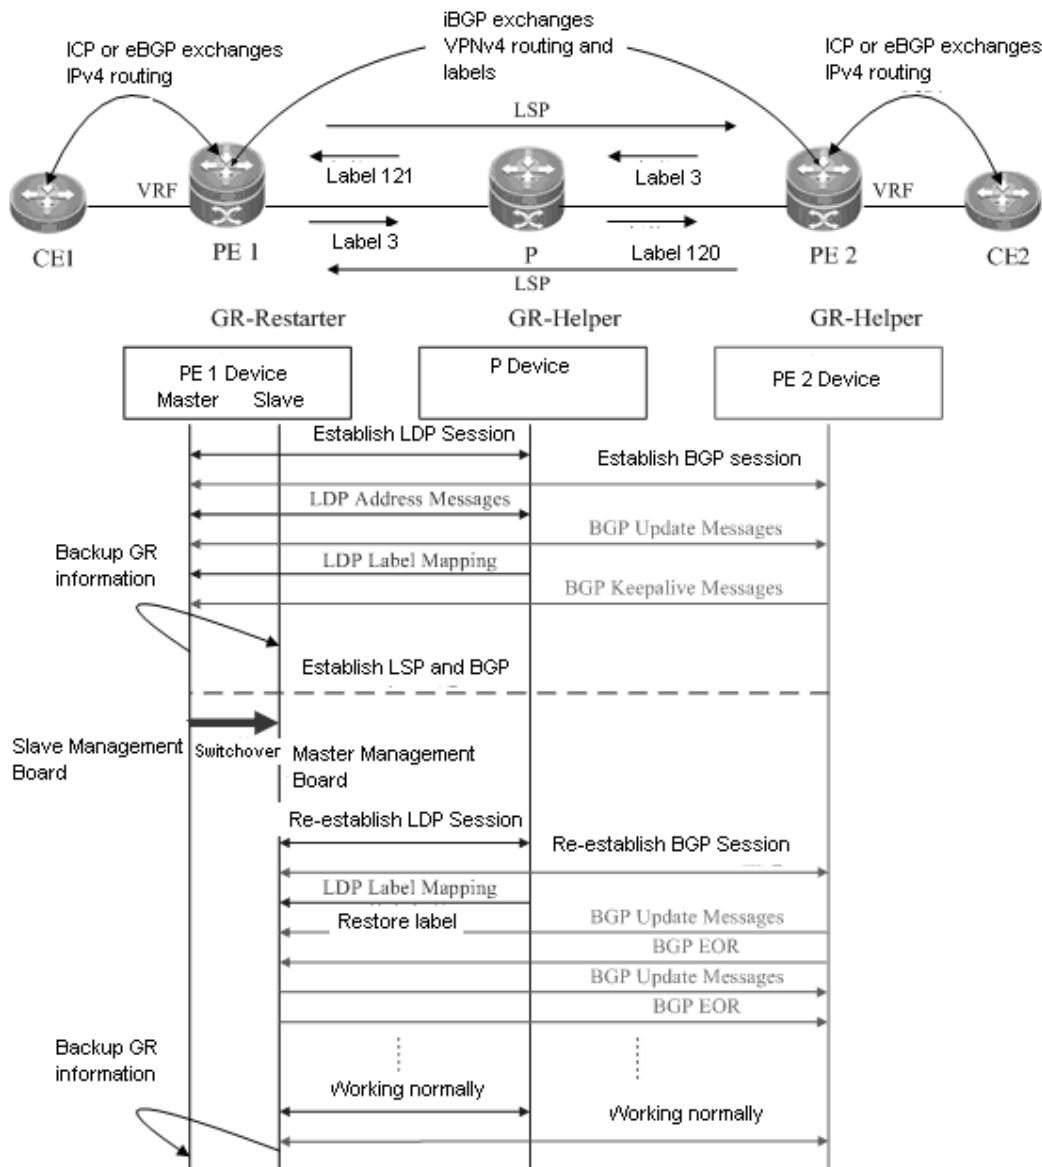 iBGP exchanges
VPNv4 routing and
labels
ICP or eBGP exchanges
IPv4 routing
ICP or eBGP exchanges
IPv4 routing
LSP
Label 121
Label 3
VRF
VRF
Label 3
Label 120
CE1
PE 1
P
PE 2
CE2
LSP
GR-Restarter
GR-Helper
GR-Helper
PE 1 Device
Master Slave
P Device
PE 2 Device
Establish LDP Session
Establish BGP session
LDP Address Messages
BGP Update Messages
Backup GR
information
LDP Label Mapping
BGP Keepalive Messages
Establish LSP and BGP
Slave Management
Board
Switchover
Master Management
Board
Re-establish LDP Session
Re-establish BGP Session
LDP Label Mapping
Restore label
BGP Update Messages
BGP EOR
BGP Update Messages
BGP EOR
Backup GR
information
Working normally
Working normally